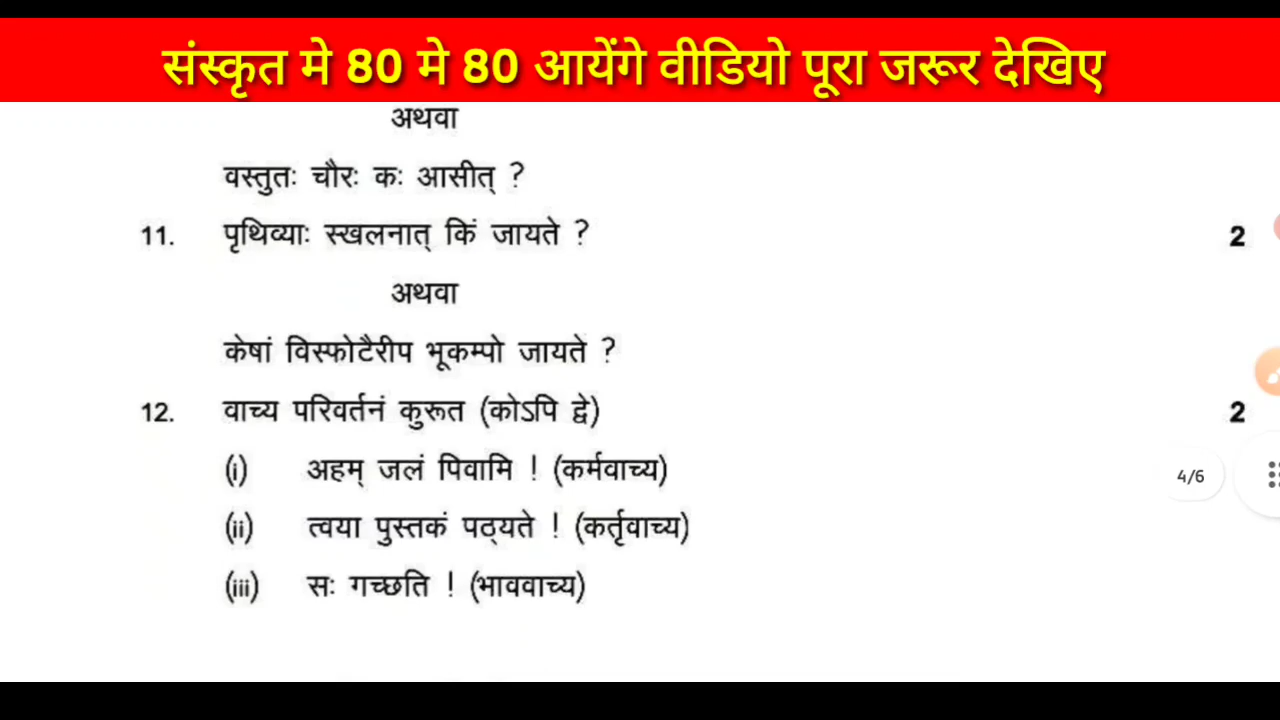 संस्कृत मे 80 मे 80 आयेंगे वीडियो पूरा जरूर देखिए
अथवा
वस्तुतः चौरः कः आसीत् ?
11. पृथिव्याः स्खलनात् किं जायते ? 2
अथवा
केषां विस्फोटैरीप भूकम्पो जायते ?
12. वाच्य परिवर्तनं कुरूत (कोऽपि द्वे) 2
(i) अहम् जलं पिवामि ! (कर्मवाच्य)
4/6
(ii) त्वया पुस्तकं पठ्यते ! (कर्तृवाच्य)
(iii) सः गच्छति ! (भाववाच्य)